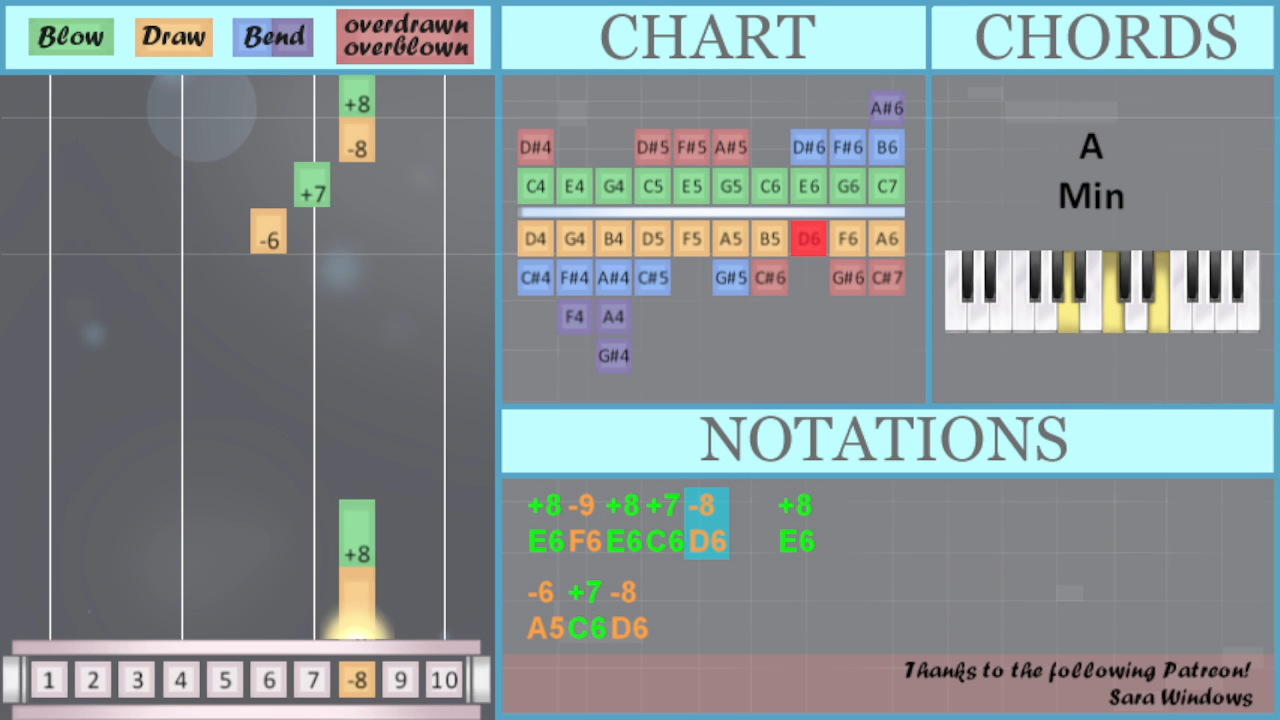 Blow Draw Bend overdrawn
overblown
CHART
CHORDS
+8
-8
+7
-6
+8
1 2 3 4 5 6 7 -8 9 10
A#6
D#4 D#5 F#5 A#5 D#6 F#6 B6
C4 E4 G4 C5 E5 G5 C6 E6 G6 C7
D4 G4 B4 D5 F5 A5 B5 D6 F6 A6
C#4 F#4 A#4 C#5 G#5 C#6 G#6 C#7
F4 A4
G#4
A
Min
NOTATIONS
+8 -9 +8 +7 -8 +8
E6 F6 E6 C6 D6 E6
-6 +7 -8
A5 C6 D6
Thanks to the following Patreon!
Sara Windows